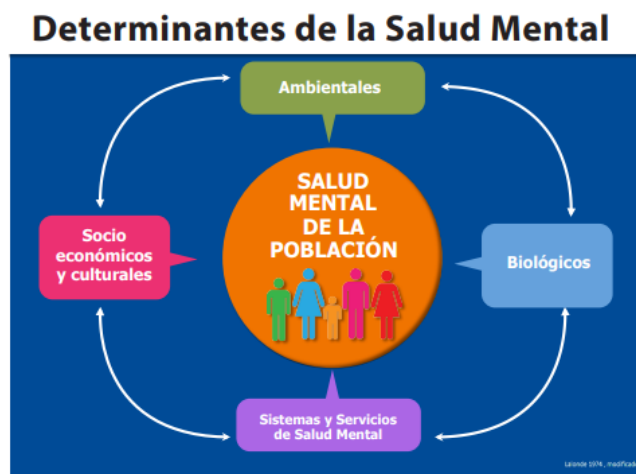 Determinantes de la Salud Mental
Ambientales
SALUD
MENTAL
DE LA
POBLACIÓN
Socio
económicos
y culturales
Biológicos
Sistemas y Servicios
de Salud Mental
Lalonde 1974 , modificado